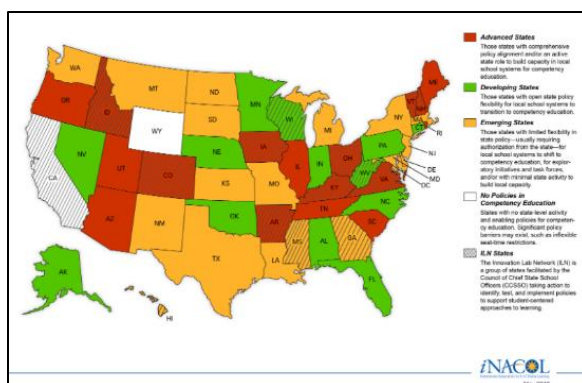 WA
OR
CA
NV
ID
MT
WY
UT
AZ
CO
NM
ND
SD
NE
KS
OK
TX
MN
IA
MO
AR
LA
WI
IL
MS
MI
IN
KY
TN
AL
OH
WV
VA
NC
SC
GA
FL
PA
NY
VT
NH
ME
MA
CT
RI
NJ
DE
MD
DC
AK
HI
Advanced States
Those states with comprehensive
policy alignment and/or an active
state role to build capacity in local
school systems for competency
education.
Developing States
Those states with open state policy
flexibility for local school systems to
transition to competency education.
Emerging States
Those states with limited flexibility in
state policy—usually requiring
authorization from the state—for
local school systems to shift to
competency education, for explor-
atory initiatives and task forces,
and/or with minimal state activity to
build local capacity.
No Policies in
Competency Education
States with no state level activity
and enabling policies for compe-
tency education. Significant policy
barriers may exist, such as inflexible
seat-time restrictions.
ILN States
The Innovation Lab Network (ILN) is
a group of states facilitated by the
Council of Chief State School
Officers (CCSSO) taking action to
identify, test, and implement policies
to support student-centered
approaches to learning.
iNACOL